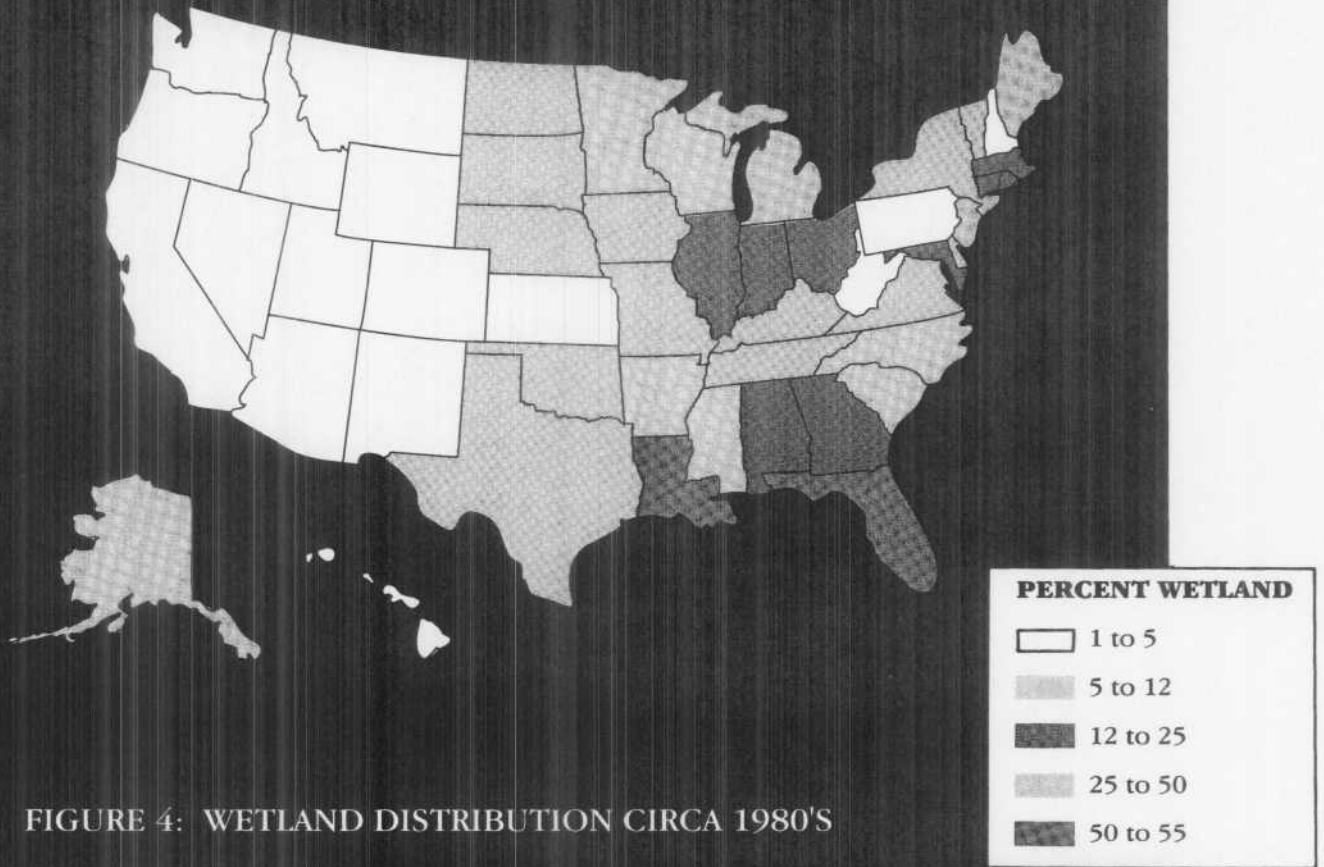 PERCENT WETLAND
1 to 5
5 to 12
12 to 25
25 to 50
50 to 55
FIGURE 4: WETLAND DISTRIBUTION CIRCA 1980'S